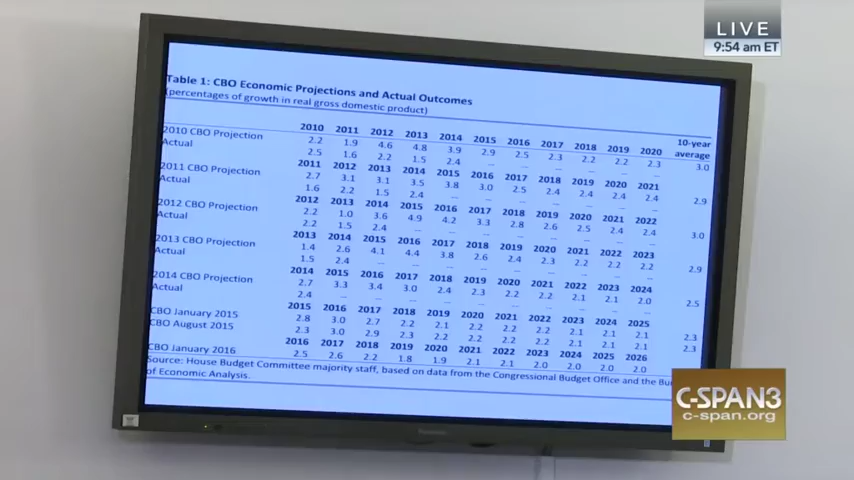 LIVE
9:54 am ET
Table 1: CBO Economic Projections and Actual Outcomes
(percentages of growth in real gross domestic product)
2010 2011 2012 2013 2014 2015 2016 2017 2018 2019 2020 10-year average
2010 CBO Projection 2.2 1.9 4.6 4.8 3.9 2.9 2.5 2.3 2.2 2.2 2.3 3.0
Actual 2.5 1.6 2.2 1.5 2.4 -- -- -- -- -- --
2011 2012 2013 2014 2015 2016 2017 2018 2019 2020 2021
2011 CBO Projection 2.7 3.1 3.1 3.5 3.8 3.0 2.5 2.4 2.4 2.4 2.4 2.9
Actual 1.6 2.2 1.5 2.4 -- -- -- -- -- -- --
2012 2013 2014 2015 2016 2017 2018 2019 2020 2021 2022
2012 CBO Projection 2.2 1.0 3.6 4.9 4.2 3.3 2.8 2.6 2.5 2.4 2.4 3.0
Actual 2.2 1.5 2.4 -- -- -- -- -- -- -- --
2013 2014 2015 2016 2017 2018 2019 2020 2021 2022 2023
2013 CBO Projection 1.4 2.6 4.1 4.4 3.8 2.6 2.4 2.3 2.2 2.2 2.2 2.9
Actual 1.5 2.4 -- -- -- -- -- -- -- -- --
2014 2015 2016 2017 2018 2019 2020 2021 2022 2023 2024
2014 CBO Projection 2.7 3.3 3.4 3.0 2.4 2.3 2.2 2.2 2.1 2.1 2.0 2.5
Actual 2.4 -- -- -- -- -- -- -- -- -- --
2015 2016 2017 2018 2019 2020 2021 2022 2023 2024 2025
CBO January 2015 2.8 3.0 2.7 2.2 2.1 2.2 2.2 2.2 2.1 2.1 2.1 2.3
CBO August 2015 2.3 3.0 2.9 2.3 2.2 2.2 2.2 2.2 2.1 2.1 2.1 2.3
2016 2017 2018 2019 2020 2021 2022 2023 2024 2025 2026
CBO January 2016 2.5 2.6 2.2 1.8 1.9 2.1 2.1 2.0 2.0 2.0 2.0
Source: House Budget Committee majority staff, based on data from the Congressional Budget Office and the
of Economic Analysis.
C-SPAN3
c-span.org